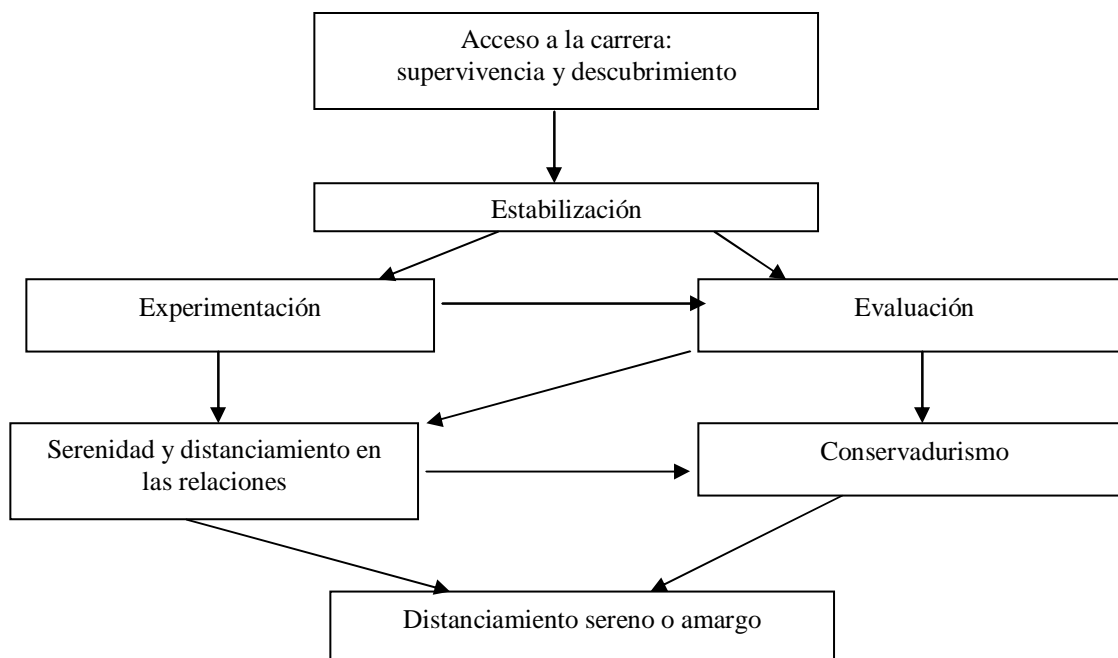 Acceso a la carrera:
supervivencia y descubrimiento
Estabilización
Experimentación
Evaluación
Serenidad y distanciamiento en
las relaciones
Conservadurismo
Distanciamiento sereno o amargo